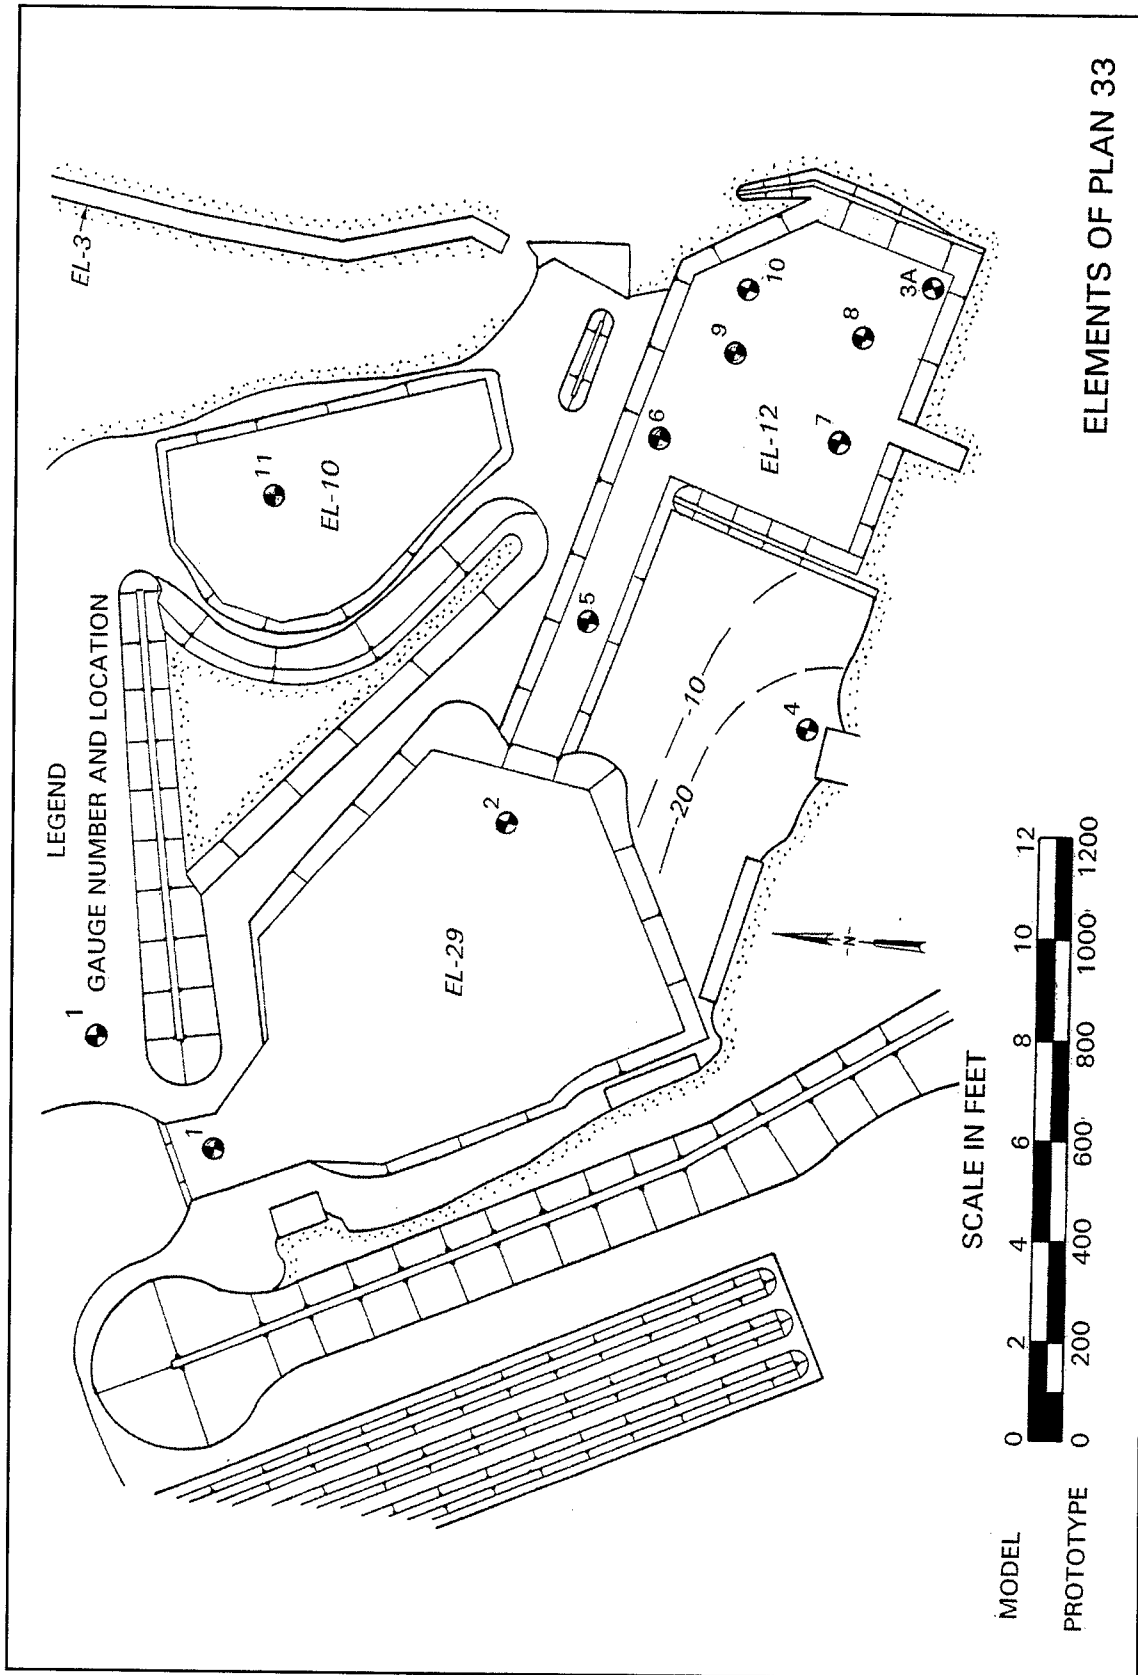 LEGEND
1 GAUGE NUMBER AND LOCATION
EL-3
11
EL-10
1
EL-29
2
5
6
9
10
EL-12
7
8
3A
4
-10
-20
-N-
SCALE IN FEET
MODEL 0 2 4 6 8 10 12
PROTOTYPE 0 200 400 600 800 1000 1200
ELEMENTS OF PLAN 33